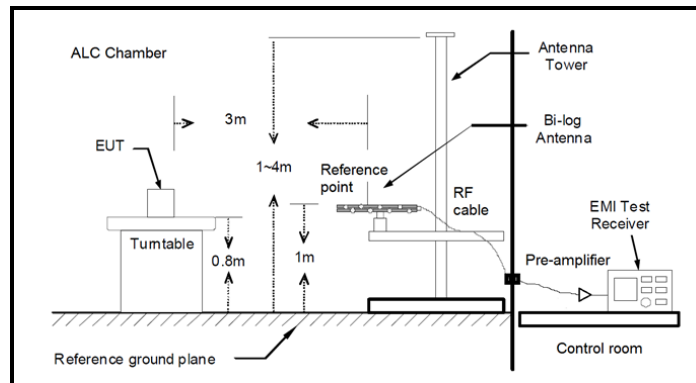 ALC Chamber
Antenna
Tower
3m
Bi-log
Antenna
EUT
1~4m
Reference
point
RF
cable
EMI Test
Receiver
Turntable
0.8m
1m
Pre-amplifier
Reference ground plane
Control room